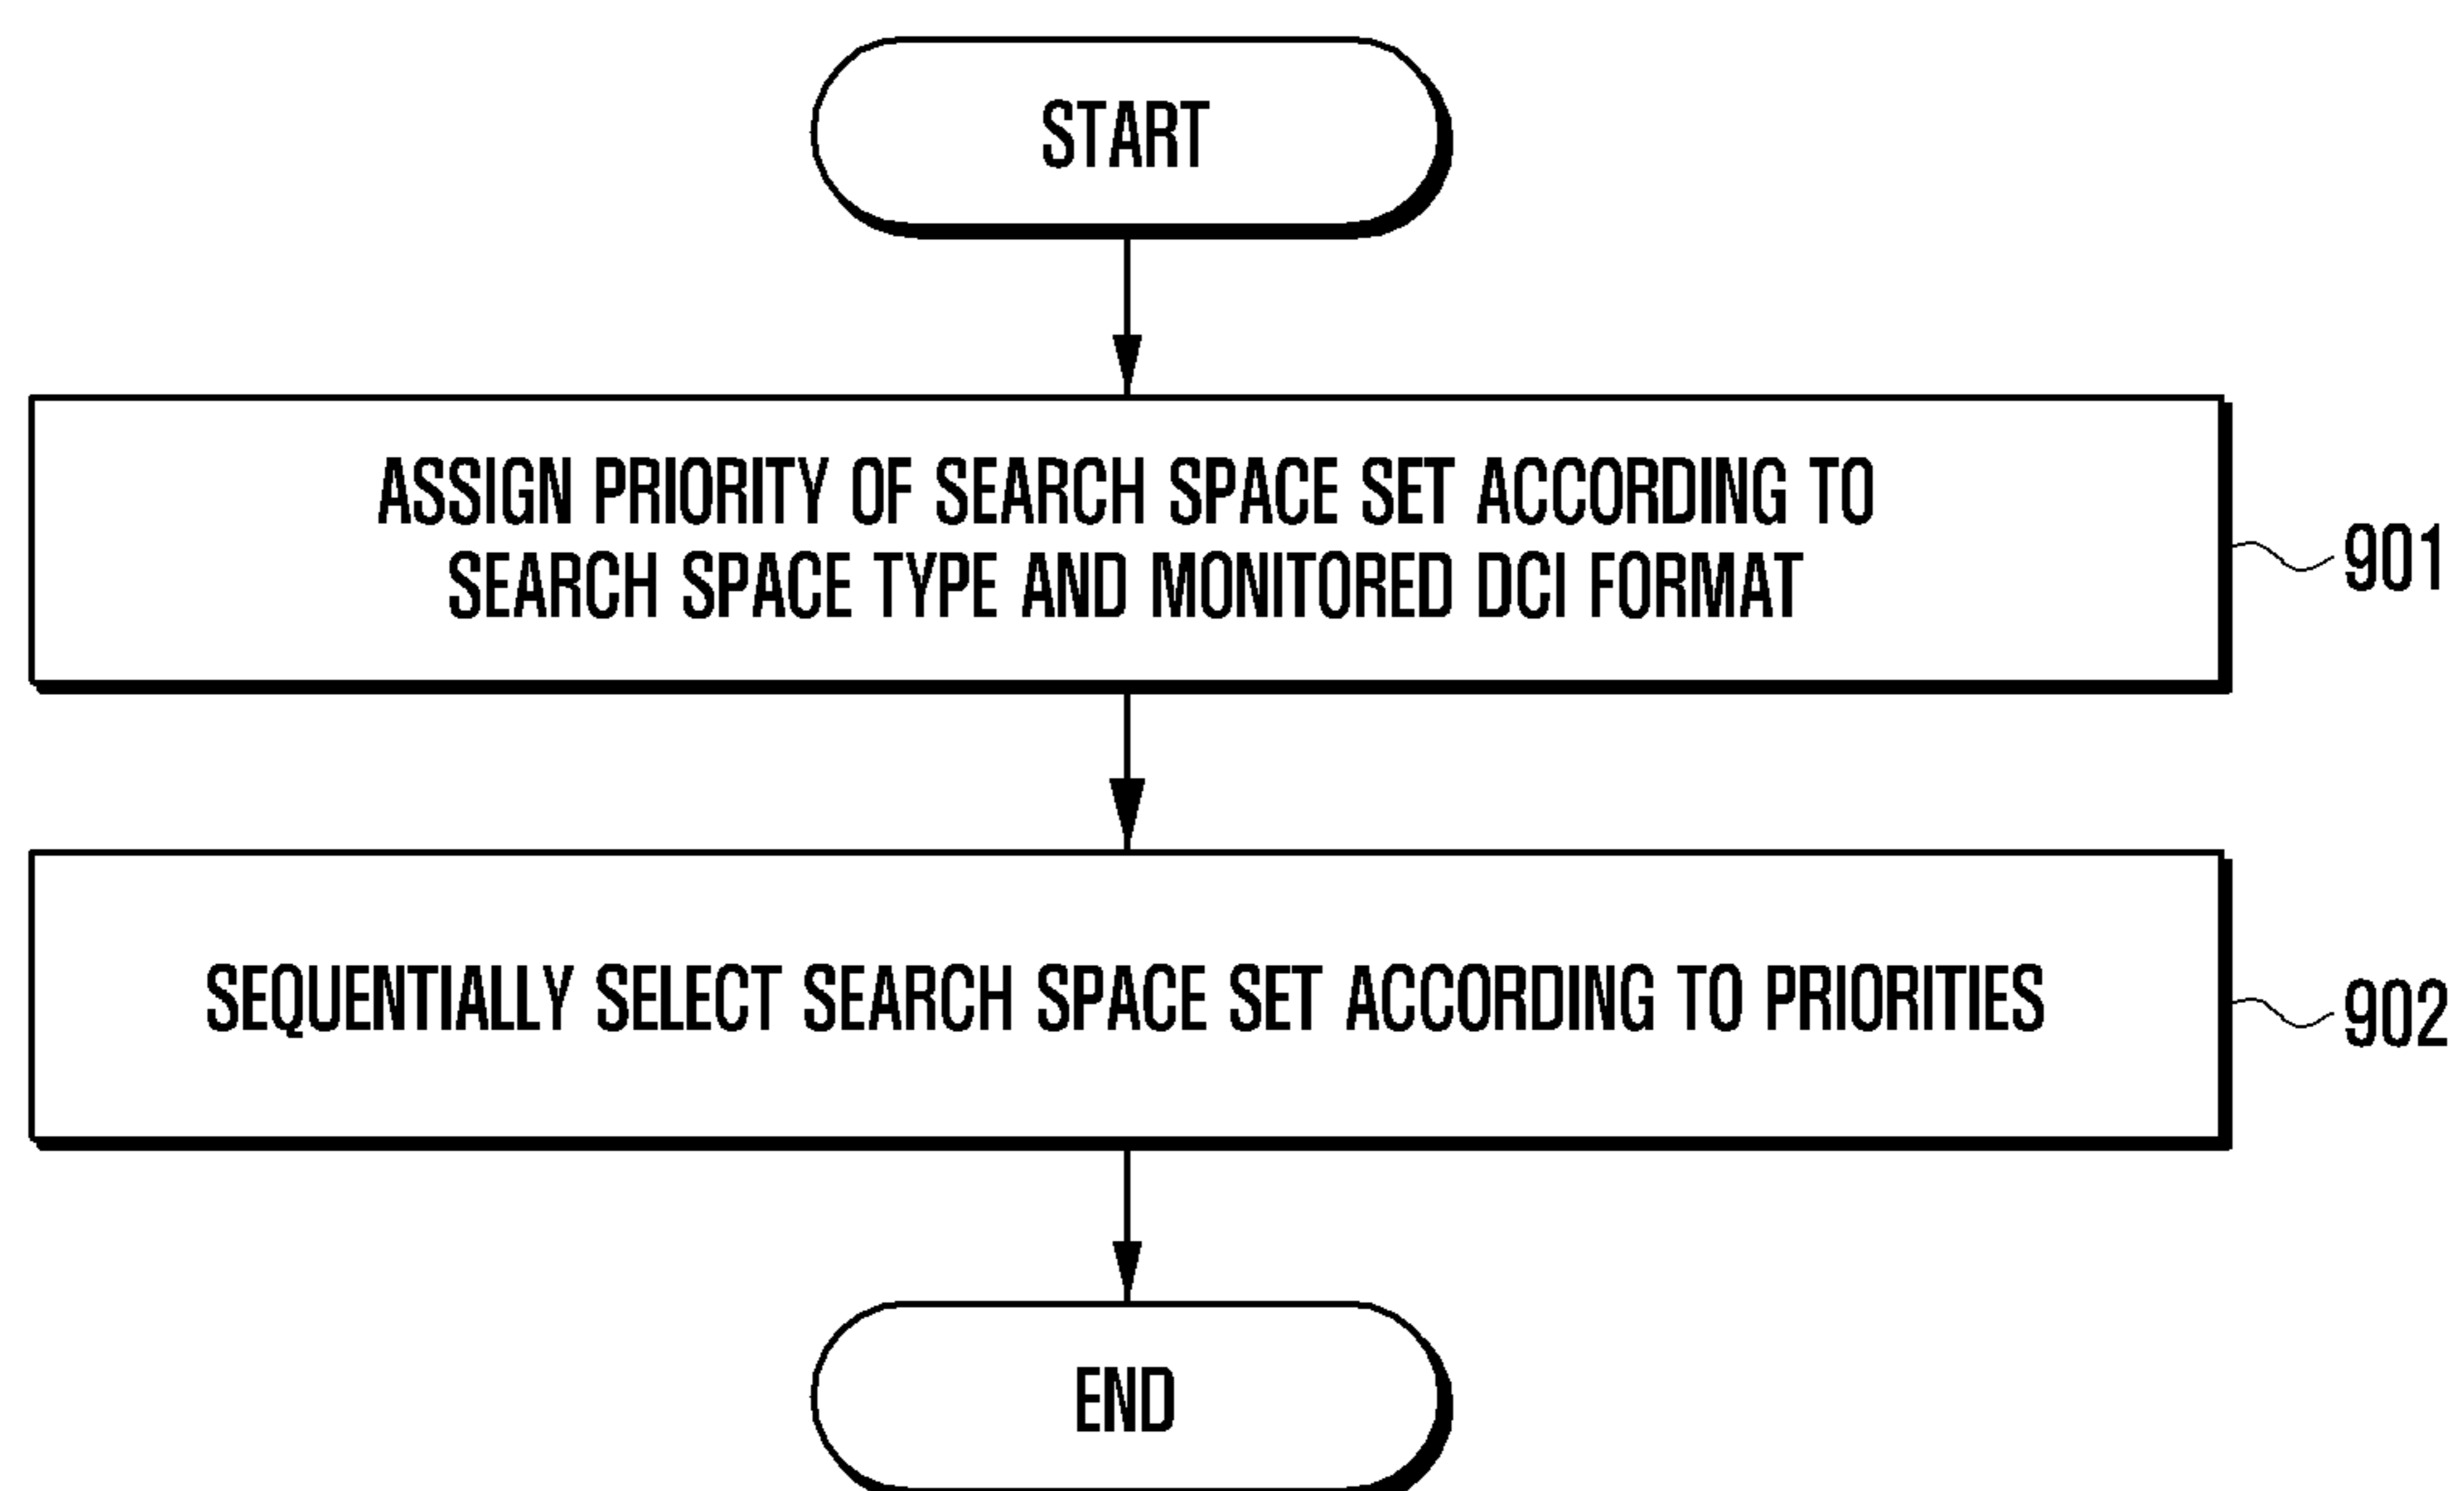 START
ASSIGN PRIORITY OF SEARCH SPACE SET ACCORDING TO
SEARCH SPACE TYPE AND MONITORED DCI FORMAT
901
SEQUENTIALLY SELECT SEARCH SPACE SET ACCORDING TO PRIORITIES
902
END